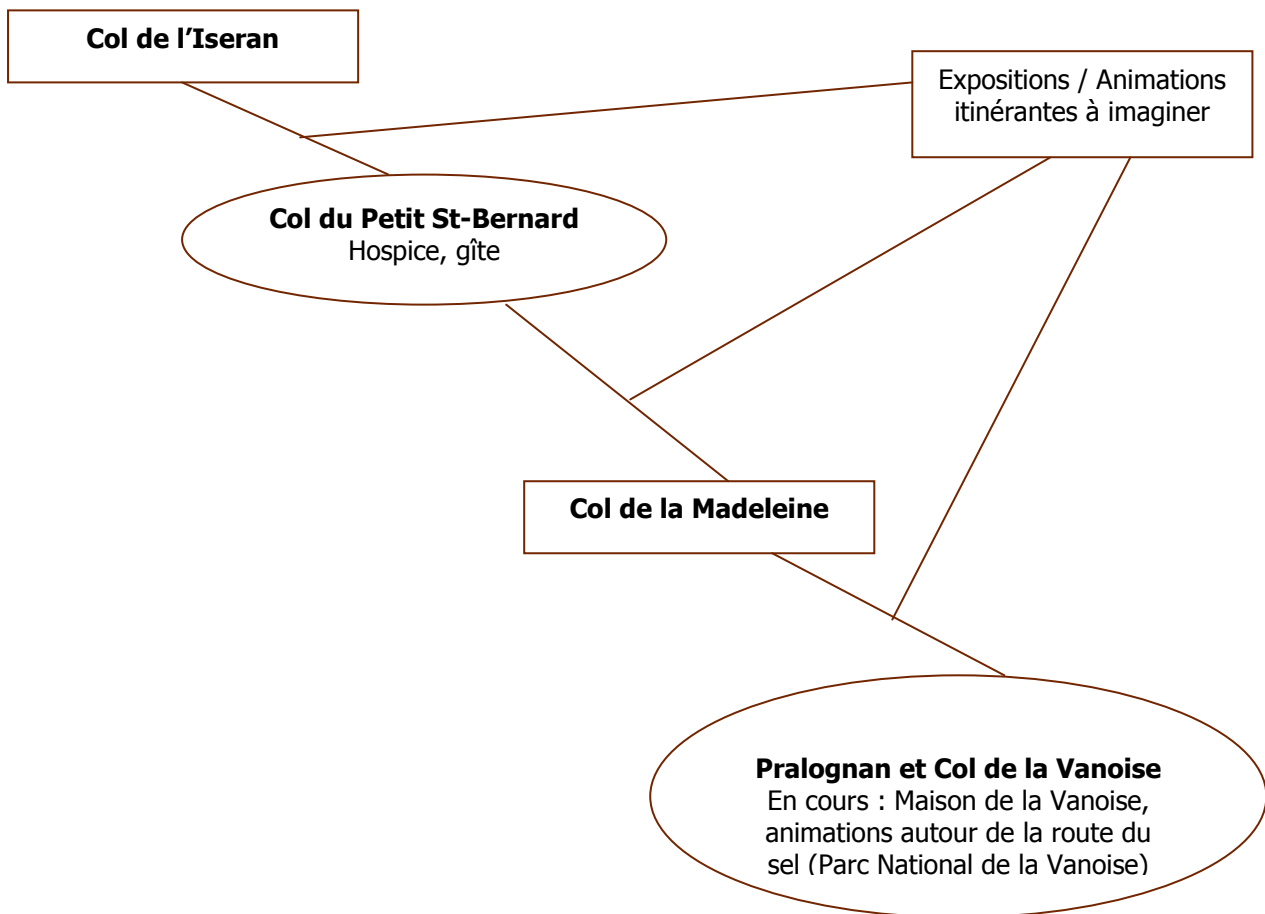 Col de l’Iseran
Expositions / Animations
itinérantes à imaginer
Col du Petit St-Bernard
Hospice, gîte
Col de la Madeleine
Pralognan et Col de la Vanoise
En cours : Maison de la Vanoise,
animations autour de la route du
sel (Parc National de la Vanoise)